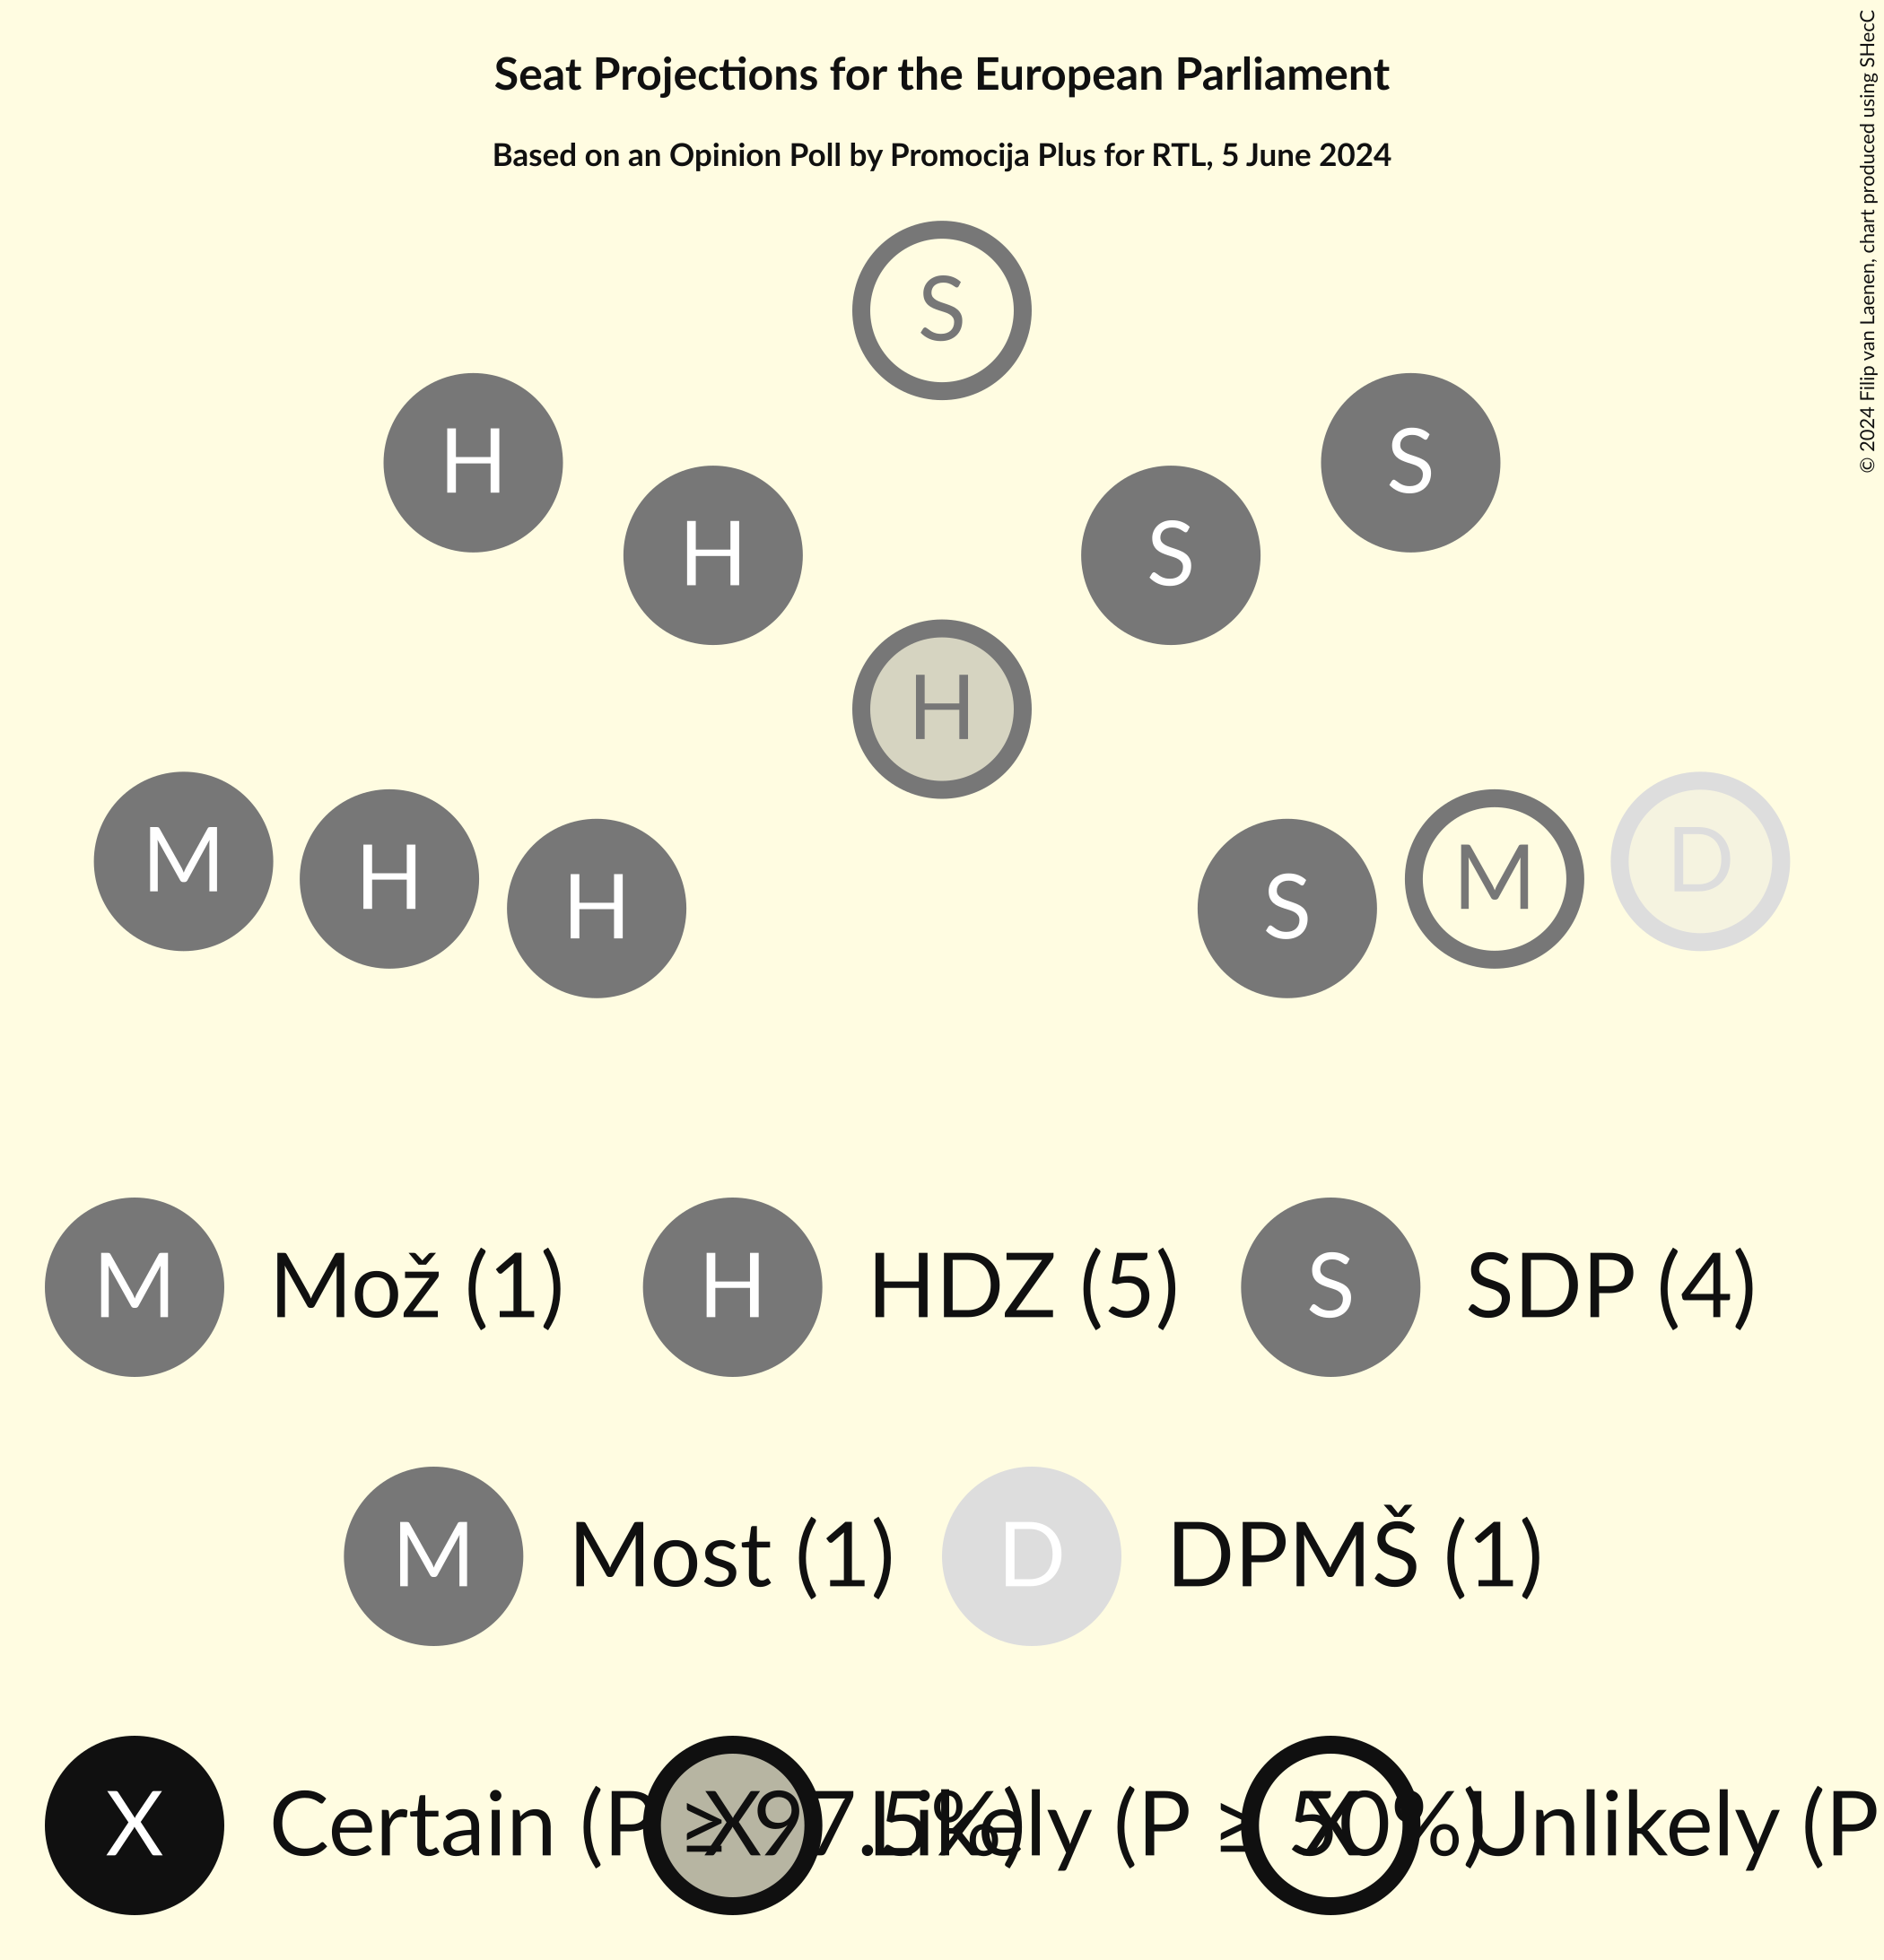 Seat Projections for the European Parliament
Based on an Opinion Poll by Promocija Plus for RTL, 5 June 2024
© 2024 Filip van Laenen, chart produced using SHecC
S
H
S
H
S
H
M
H
H
S
M
D
M Mož (1) H HDZ (5) S SDP (4)
M Most (1) D DPMŠ (1)
X Certain (P ≥ 97.5%) X Likely (P ≥ 50%) X Unlikely (P